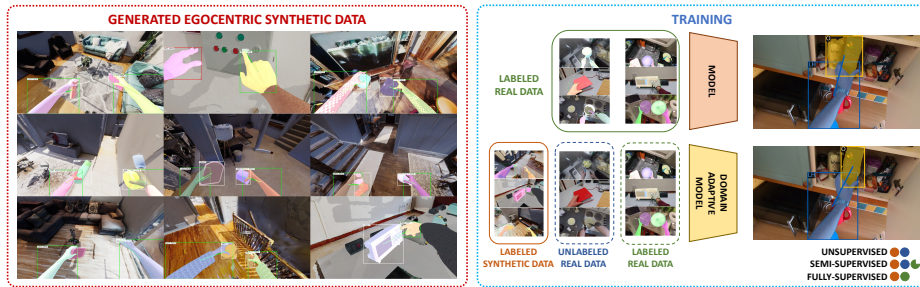 GENERATED EGOCENTRIC SYNTHETIC DATA
TRAINING
LABELED
REAL DATA
MODEL
DOMAIN
ADAPTIVE
MODEL
LABELED
SYNTHETIC DATA
UNLABELED
REAL DATA
LABELED
REAL DATA
UNSUPERVISED
SEMI-SUPERVISED
FULLY-SUPERVISED